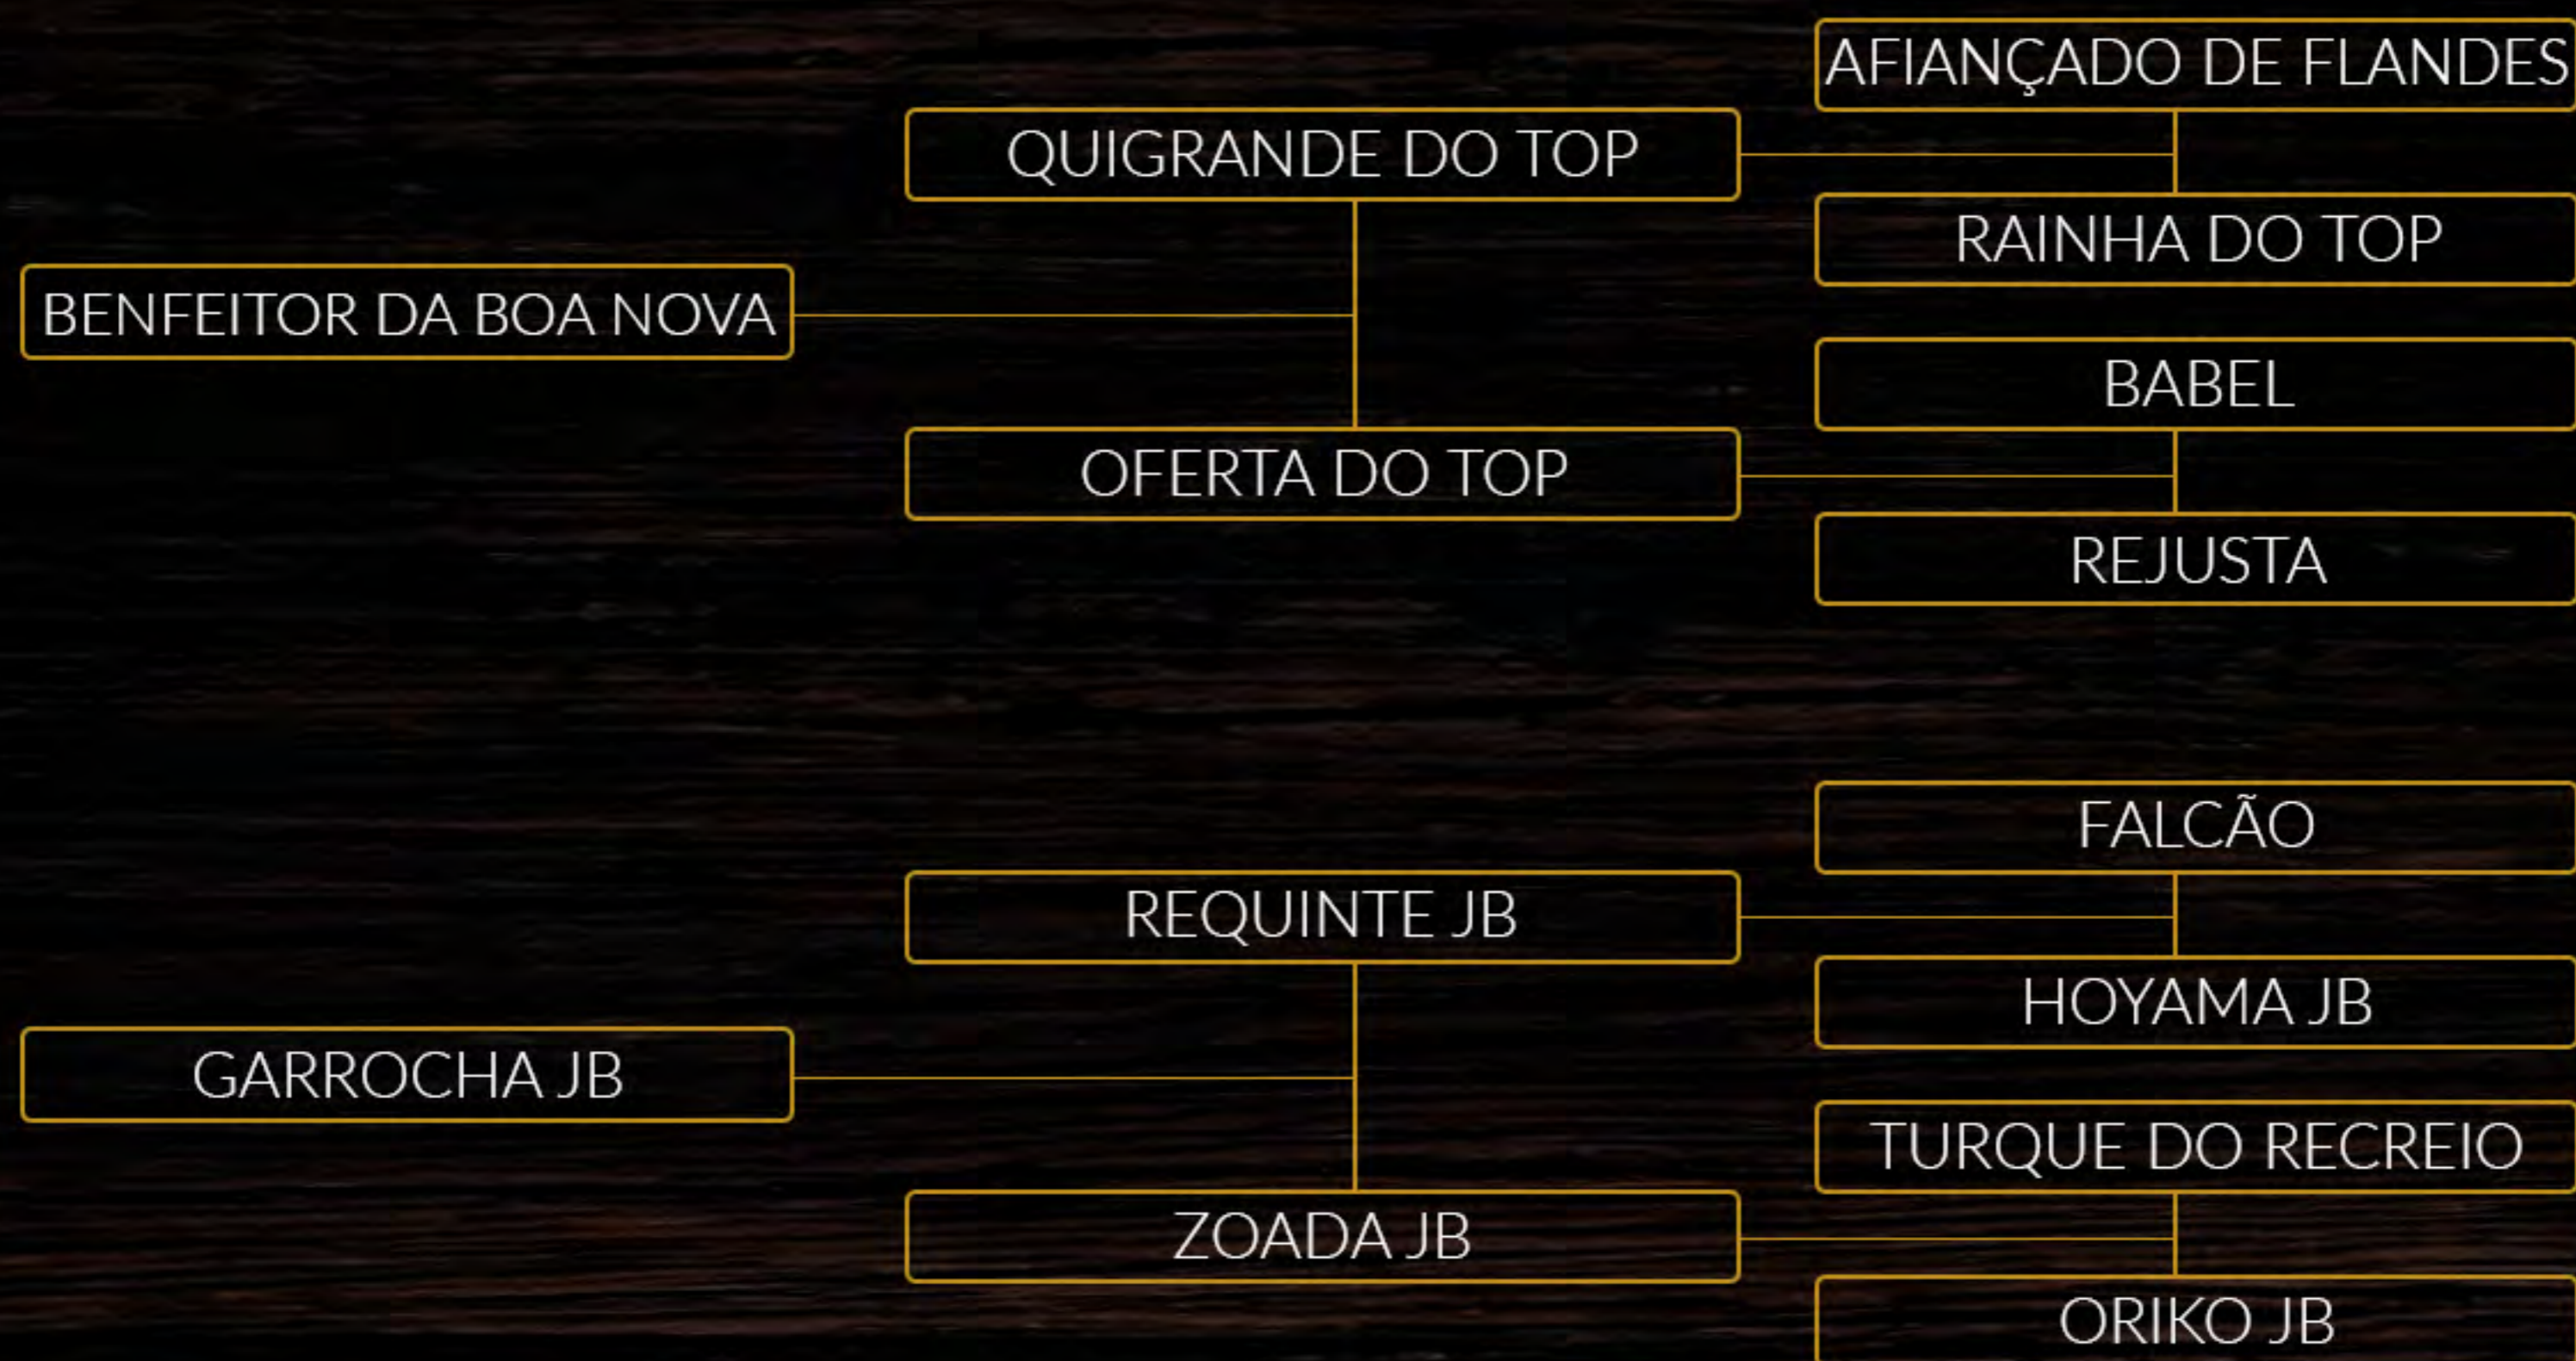 AFIANÇADO DE FLANDES
QUIGRANDE DO TOP
RAINHA DO TOP
BENFEITOR DA BOA NOVA
BABEL
OFERTA DO TOP
REJUSTA
FALCÃO
REQUINTE JB
HOYAMA JB
GARROCHA JB
TURQUE DO RECREIO
ZOADA JB
ORIKO JB